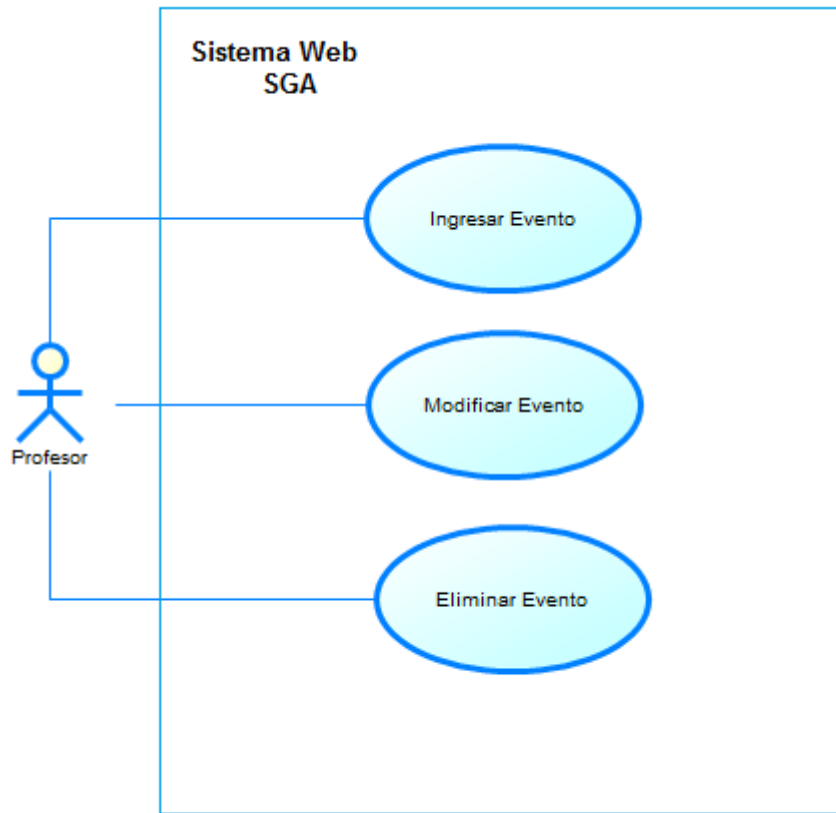 Sistema Web
SGA
Ingresar Evento
Modificar Evento
Profesor
Eliminar Evento